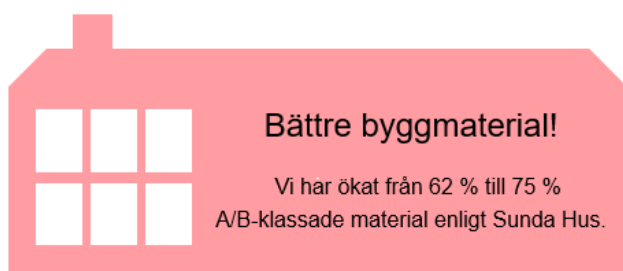 Bättre byggmaterial!
Vi har ökat från 62 % till 75 %
A/B-klassade material enligt Sunda Hus.